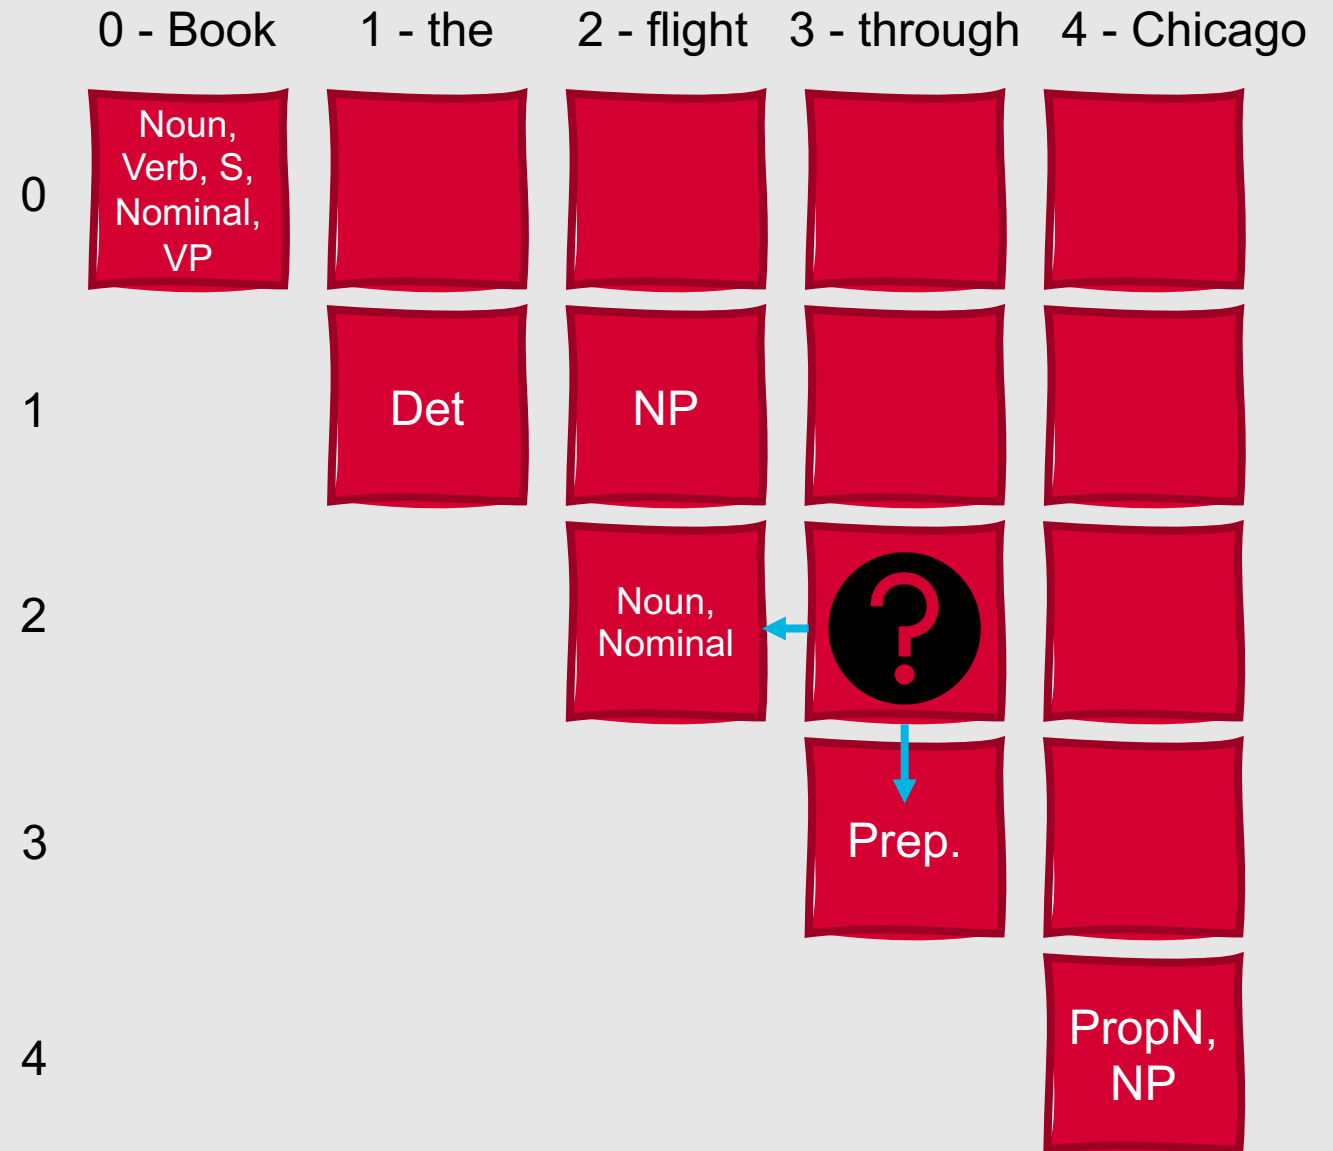 0 - Book 1 - the 2 - flight 3 - through 4 - Chicago
0
Noun,
Verb, S,
Nominal,
VP
1
Det
NP
2
Noun,
Nominal
?
3
Prep.
4
PropN,
NP